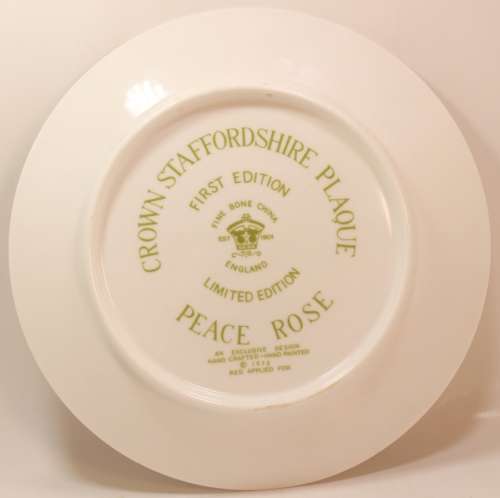 CROWN STAFFORDSHIRE PLAQUE
FIRST EDITION
FINE BONE CHINA
EST 1801
ENGLAND
LIMITED EDITION
PEACE ROSE
AN EXCLUSIVE DESIGN
HAND CRAFTED - HAND PAINTED
© 1973
REG APPLIED FOR